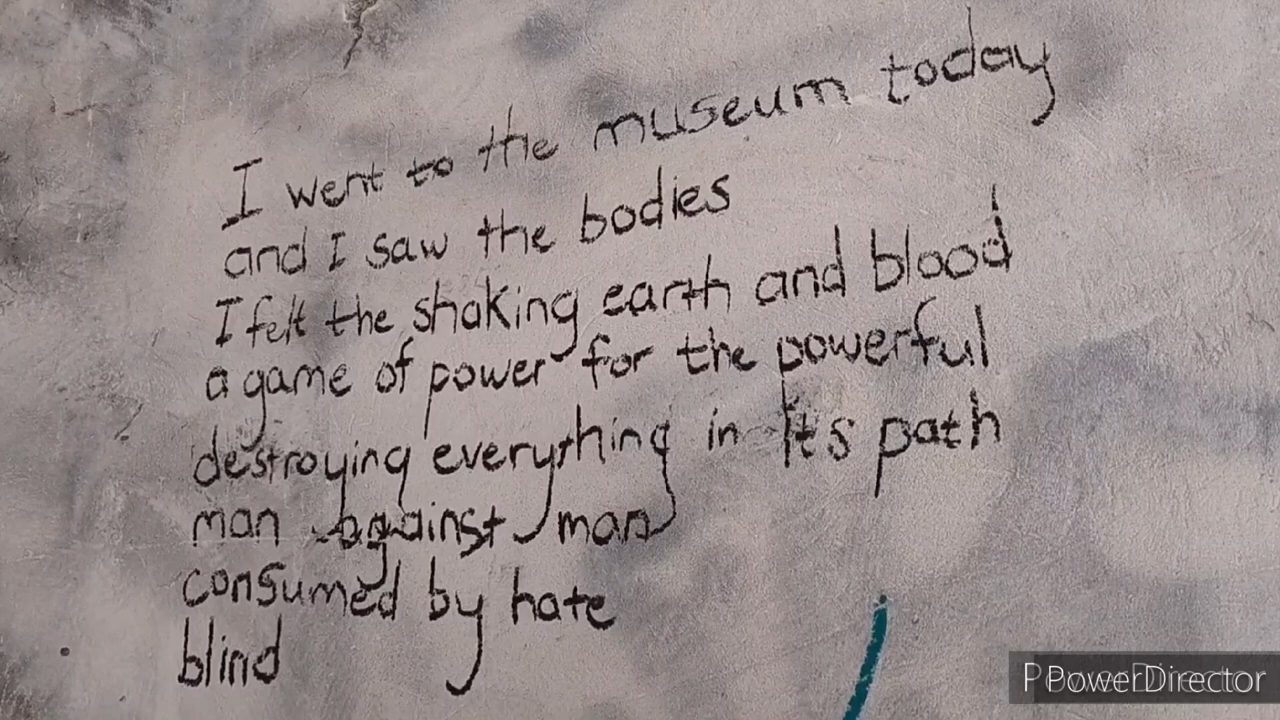 I went to the museum today
and I saw the bodies
I felt the shaking earth and blood
a game of power for the powerful
destroying everything in it's path
man against man
consumed by hate
blind
PowerDirector